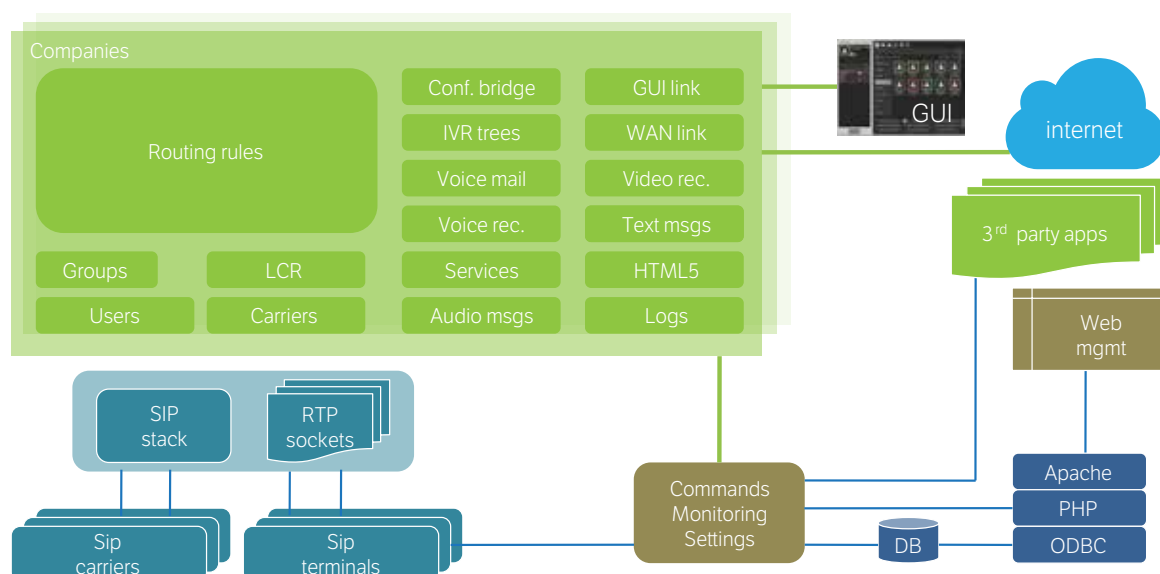 Companies
Routing rules
Conf. bridge
GUI link
IVR trees
WAN link
Voice mail
Video rec.
Voice rec.
Text msgs
Groups
LCR
Services
HTML5
Users
Carriers
Audio msgs
Logs
GUI
internet
3rd party apps
Web
mgmt
SIP
stack
RTP
sockets
Commands
Monitoring
Settings
Apache
PHP
DB
ODBC
Sip
carriers
Sip
terminals